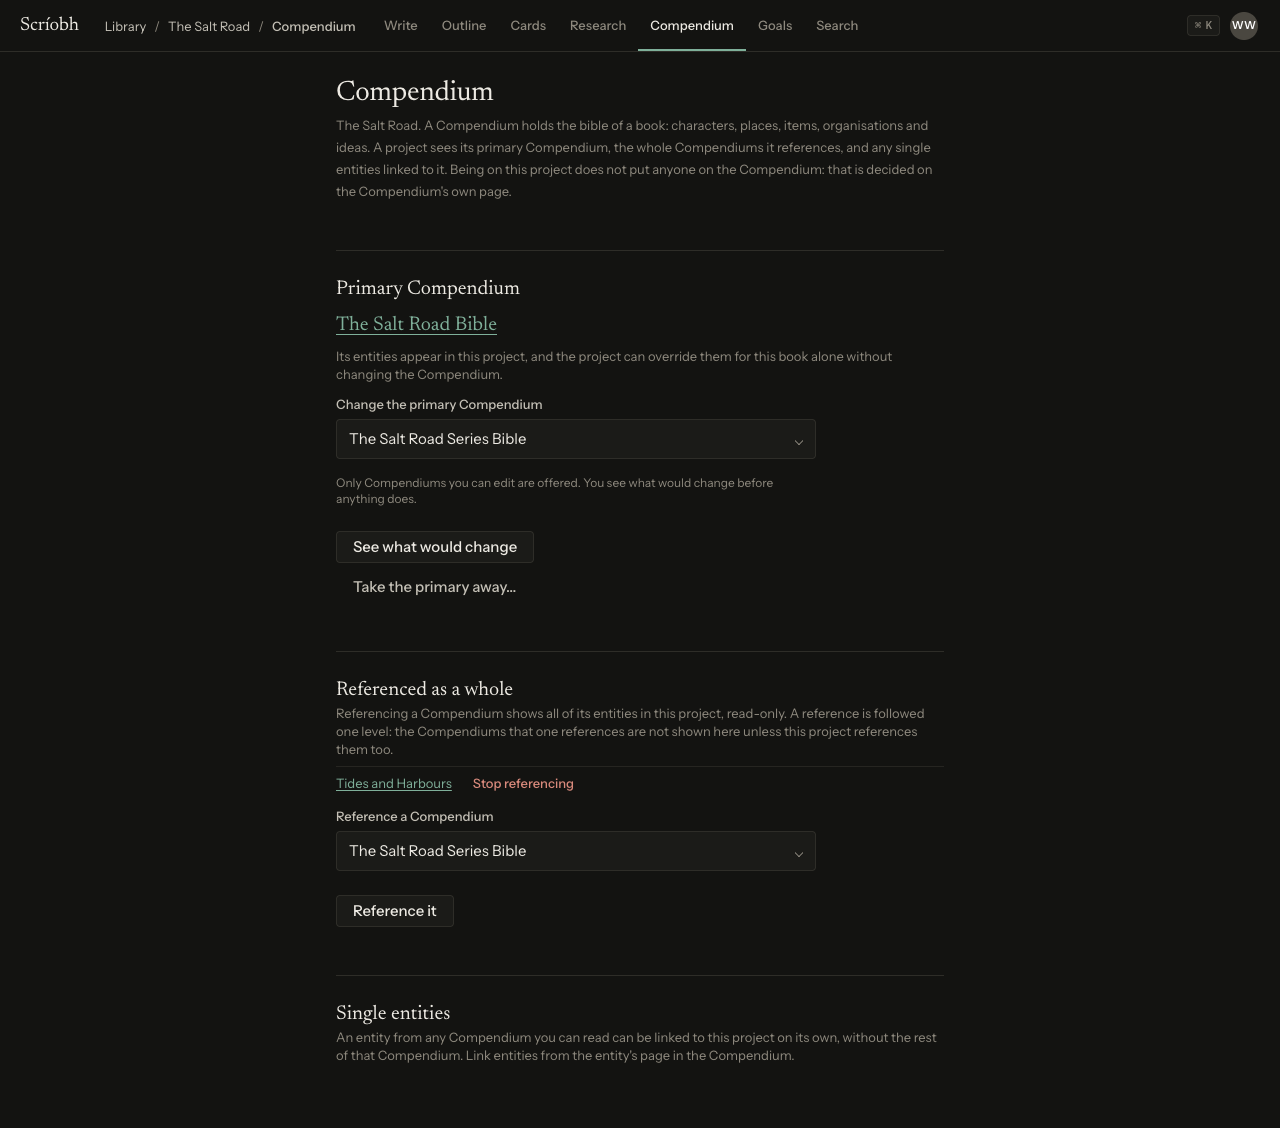 Scríobh
Library / The Salt Road / Compendium
Write
Outline
Cards
Research
Compendium
Goals
Search
⌘ K
WW
Compendium
The Salt Road. A Compendium holds the bible of a book: characters, places, items, organisations and
ideas. A project sees its primary Compendium, the whole Compendiums it references, and any single
entities linked to it. Being on this project does not put anyone on the Compendium: that is decided on
the Compendium's own page.
Primary Compendium
The Salt Road Bible
Its entities appear in this project, and the project can override them for this book alone without
changing the Compendium.
Change the primary Compendium
The Salt Road Series Bible
Only Compendiums you can edit are offered. You see what would change before
anything does.
See what would change
Take the primary away…
Referenced as a whole
Referencing a Compendium shows all of its entities in this project, read-only. A reference is followed
one level: the Compendiums that one references are not shown here unless this project references
them too.
Tides and Harbours
Stop referencing
Reference a Compendium
The Salt Road Series Bible
Reference it
Single entities
An entity from any Compendium you can read can be linked to this project on its own, without the rest
of that Compendium. Link entities from the entity's page in the Compendium.